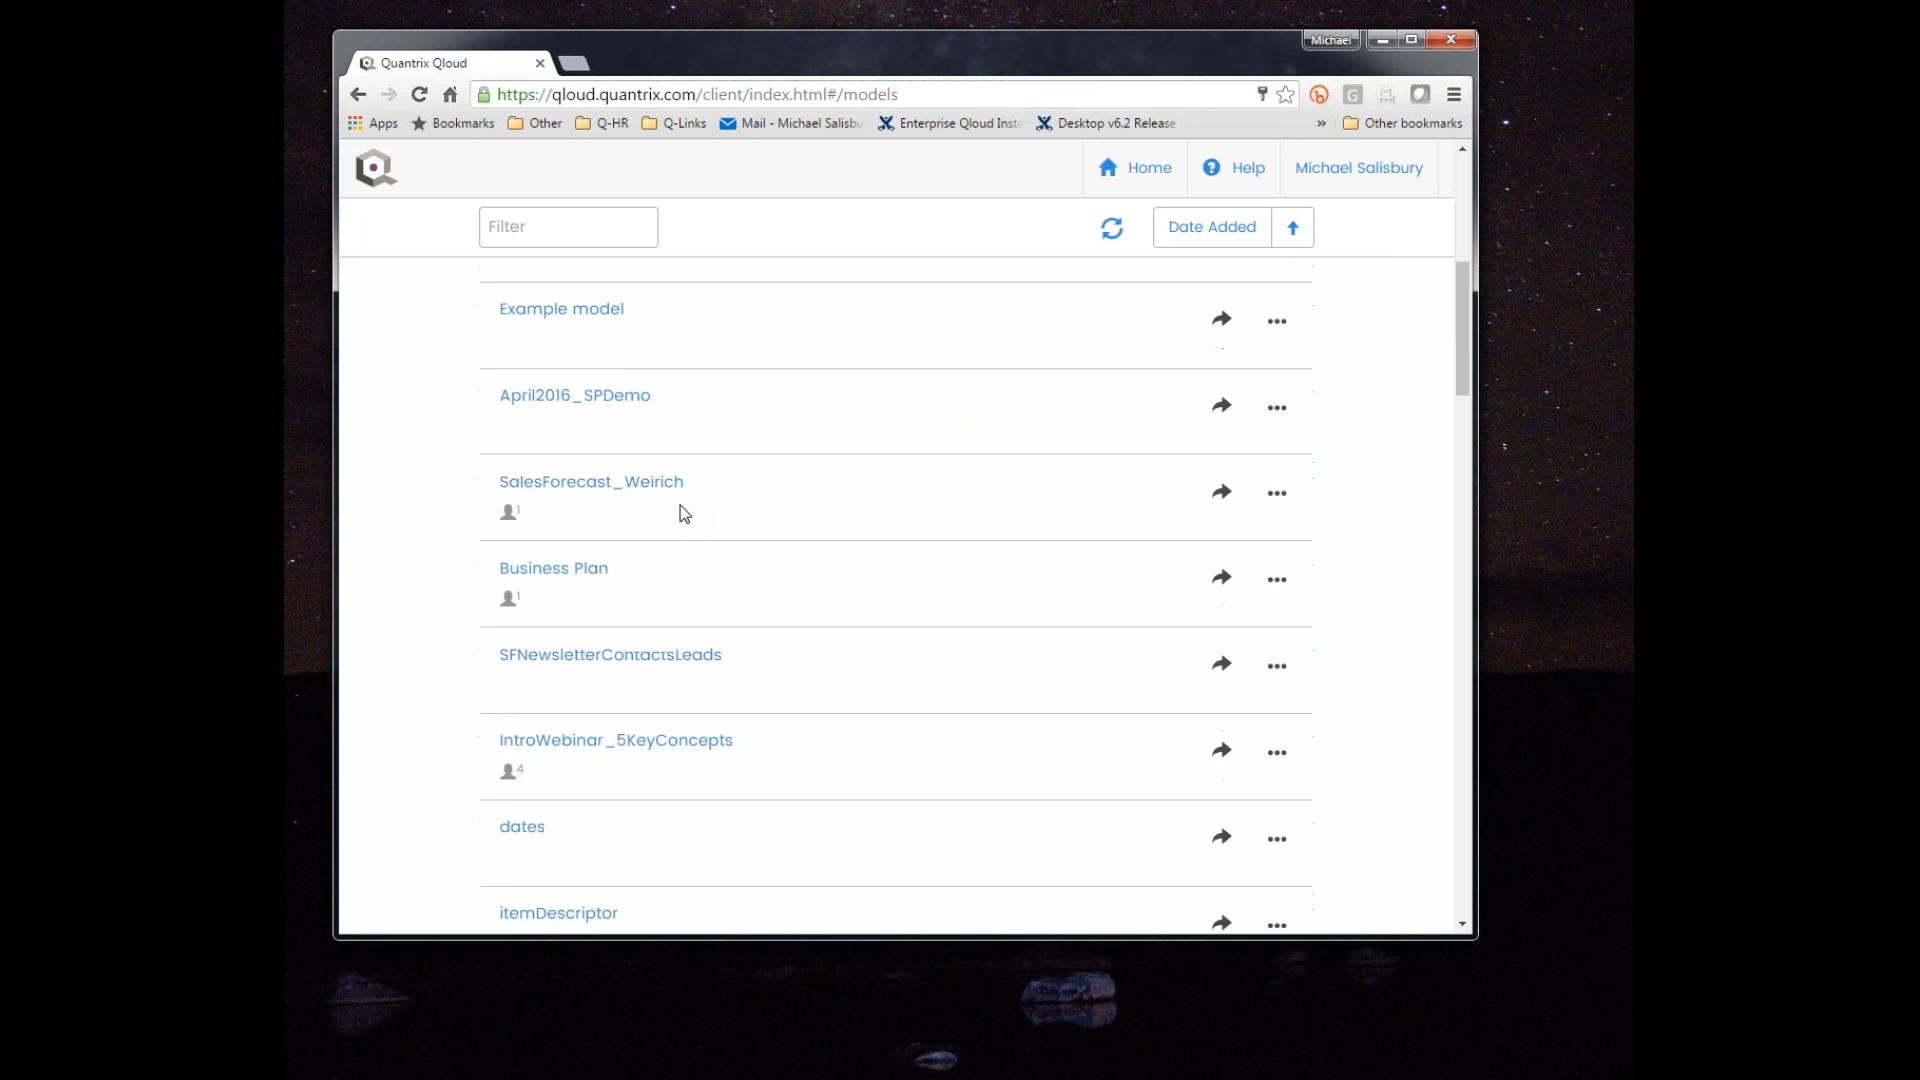 Michael
Quantrix Qloud
https://qloud.quantrix.com/client/index.html#/models
Apps Bookmarks Other Q-HR Q-Links Mail - Michael Salisbu Enterprise Qloud Insta Desktop v6.2 Release » Other bookmarks
Home Help Michael Salisbury
Filter Date Added
Example model
April2016_SPDemo
SalesForecast_Weirich
1
Business Plan
1
SFNewsletterContactsLeads
IntroWebinar_5KeyConcepts
4
dates
itemDescriptor